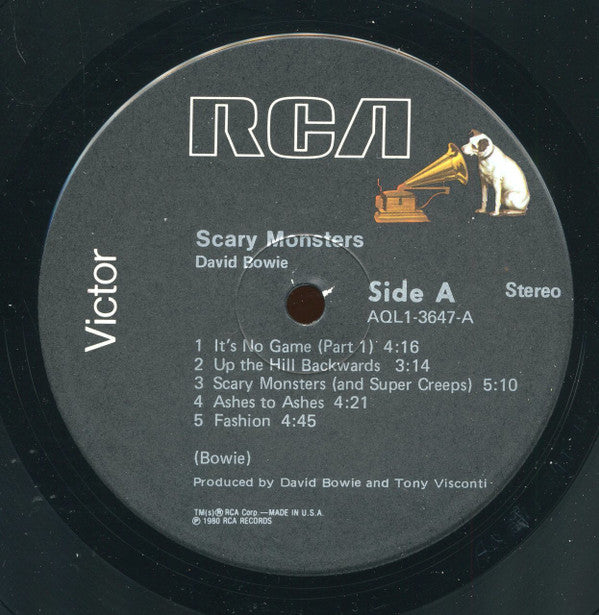 RCA
Victor
Scary Monsters
David Bowie
Side A
Stereo
AQL1-3647-A
1 It's No Game (Part 1) 4:16
2 Up the Hill Backwards 3:14
3 Scary Monsters (and Super Creeps) 5:10
4 Ashes to Ashes 4:21
5 Fashion 4:45
(Bowie)
Produced by David Bowie and Tony Visconti
TM(s)® RCA Corp.—MADE IN U.S.A.
℗ 1980 RCA RECORDS